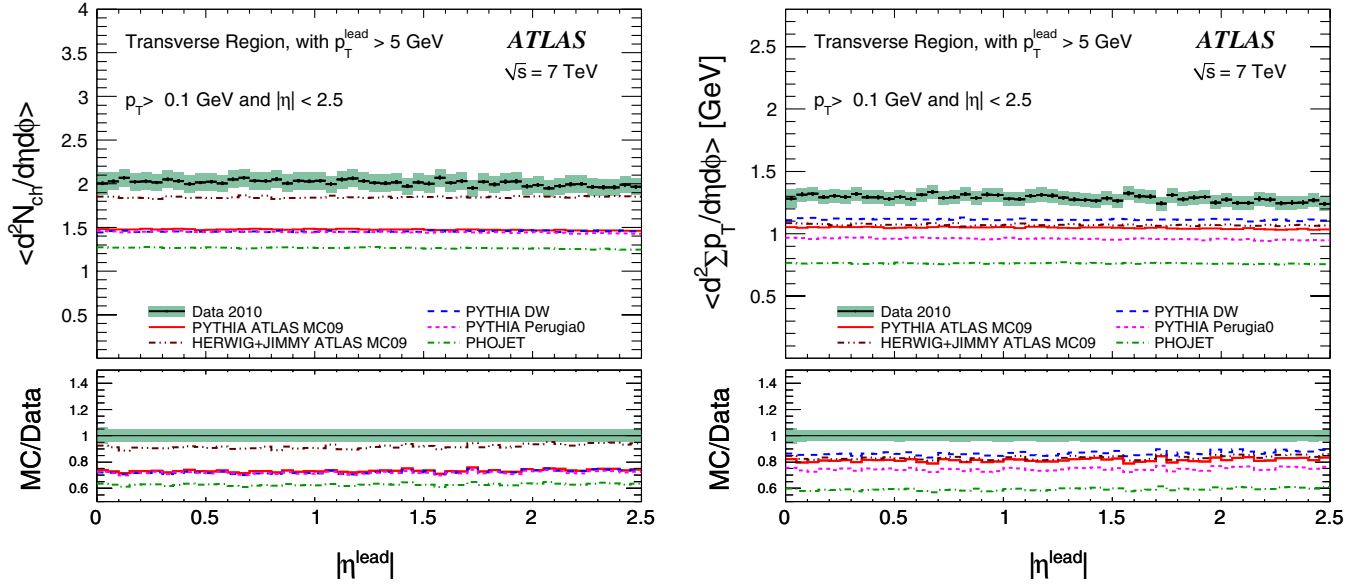 <d²N_ch/dηdϕ>
4
3.5
3
2.5
2
1.5
1
0.5
Transverse Region, with p_T^lead > 5 GeV
ATLAS
√s = 7 TeV
p_T> 0.1 GeV and |η| < 2.5
Data 2010
PYTHIA ATLAS MC09
HERWIG+JIMMY ATLAS MC09
PYTHIA DW
PYTHIA Perugia0
PHOJET
MC/Data
1.4
1.2
1
0.8
0.6
0 0.5 1 1.5 2 2.5
|η^lead|
<d²Σp_T/dηdϕ> [GeV]
2.5
2
1.5
1
0.5
Transverse Region, with p_T^lead > 5 GeV
ATLAS
√s = 7 TeV
p_T> 0.1 GeV and |η| < 2.5
Data 2010
PYTHIA ATLAS MC09
HERWIG+JIMMY ATLAS MC09
PYTHIA DW
PYTHIA Perugia0
PHOJET
MC/Data
1.4
1.2
1
0.8
0.6
0 0.5 1 1.5 2 2.5
|η^lead|